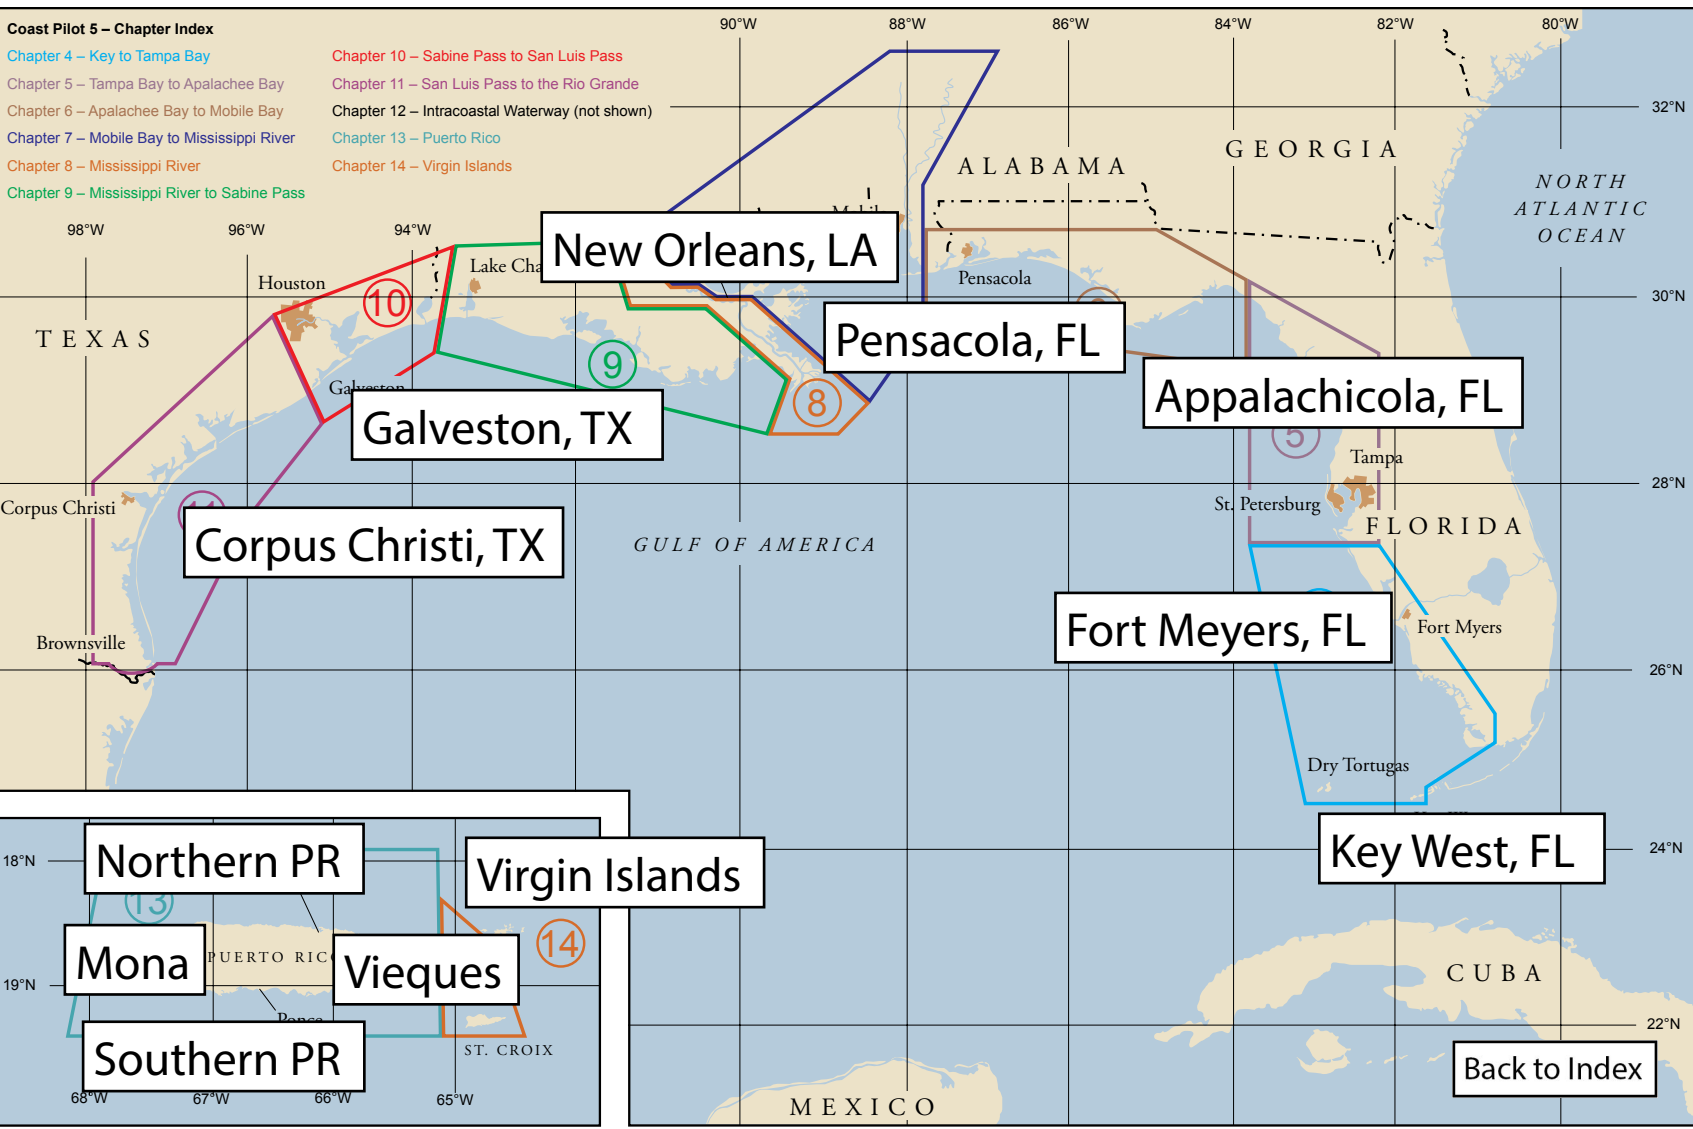 Coast Pilot 5 – Chapter Index
Chapter 4 – Key to Tampa Bay
Chapter 5 – Tampa Bay to Apalachee Bay
Chapter 6 – Apalachee Bay to Mobile Bay
Chapter 7 – Mobile Bay to Mississippi River
Chapter 8 – Mississippi River
Chapter 9 – Mississippi River to Sabine Pass
Chapter 10 – Sabine Pass to San Luis Pass
Chapter 11 – San Luis Pass to the Rio Grande
Chapter 12 – Intracoastal Waterway (not shown)
Chapter 13 – Puerto Rico
Chapter 14 – Virgin Islands
90°W
88°W
86°W
84°W
82°W
80°W
32°N
GEORGIA
ALABAMA
NORTH
ATLANTIC
OCEAN
98°W
96°W
94°W
New Orleans, LA
Lake Cha
Houston
Pensacola
10
30°N
TEXAS
Pensacola, FL
9
Galveston
8
Appalachicola, FL
Galveston, TX
5
Tampa
28°N
Corpus Christi
St. Petersburg
FLORIDA
Corpus Christi, TX
GULF OF AMERICA
Fort Meyers, FL
Fort Myers
Brownsville
26°N
Dry Tortugas
Key West, FL
24°N
18°N
Northern PR
Virgin Islands
13
14
Mona
PUERTO RICO
Vieques
CUBA
19°N
Ponce
22°N
Southern PR
ST. CROIX
Back to Index
68°W
67°W
66°W
65°W
MEXICO